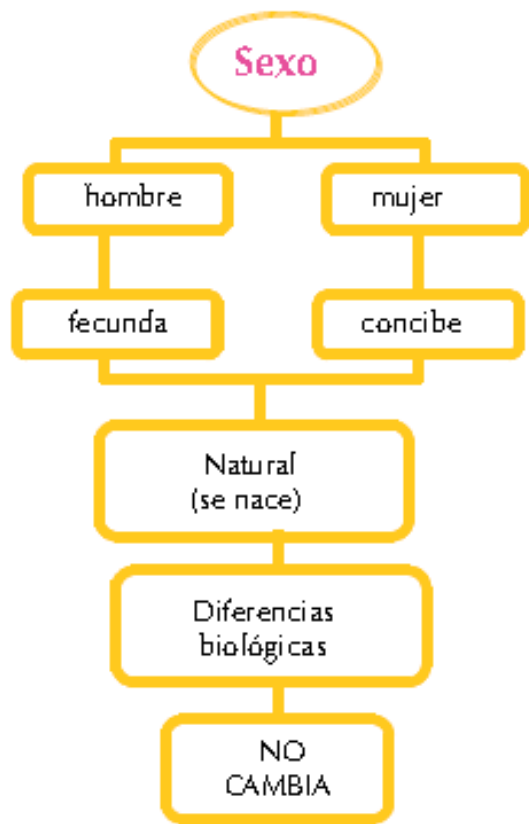 Sexo
hombre
mujer
fecunda
concibe
Natural
(se nace)
Diferencias
biológicas
NO
CAMBIA